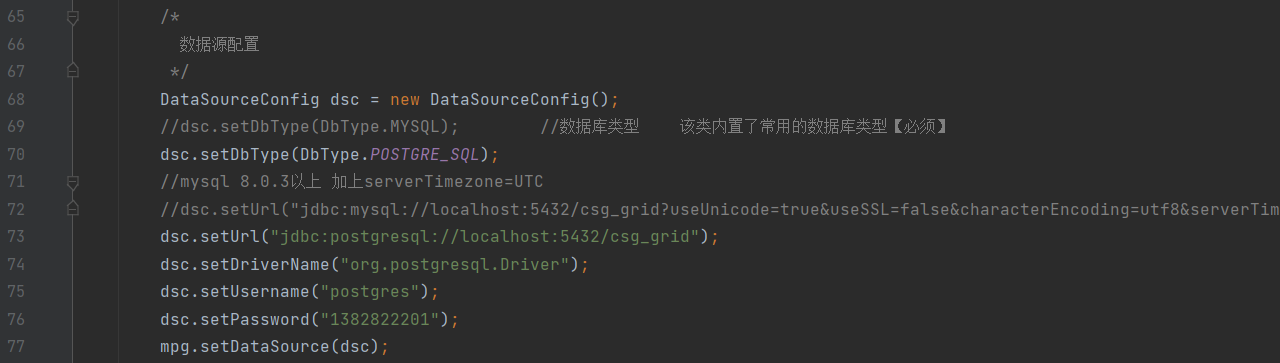 65 /*
66 数据源配置
67 */
68 DataSourceConfig dsc = new DataSourceConfig();
69 //dsc.setDbType(DbType.MYSQL); //数据库类型 该类内置了常用的数据库类型【必须】
70 dsc.setDbType(DbType.POSTGRE_SQL);
71 //mysql 8.0.3以上 加上serverTimezone=UTC
72 //dsc.setUrl("jdbc:mysql://localhost:5432/csg_grid?useUnicode=true&useSSL=false&characterEncoding=utf8&serverTim
73 dsc.setUrl("jdbc:postgresql://localhost:5432/csg_grid");
74 dsc.setDriverName("org.postgresql.Driver");
75 dsc.setUsername("postgres");
76 dsc.setPassword("1382822201");
77 mpg.setDataSource(dsc);